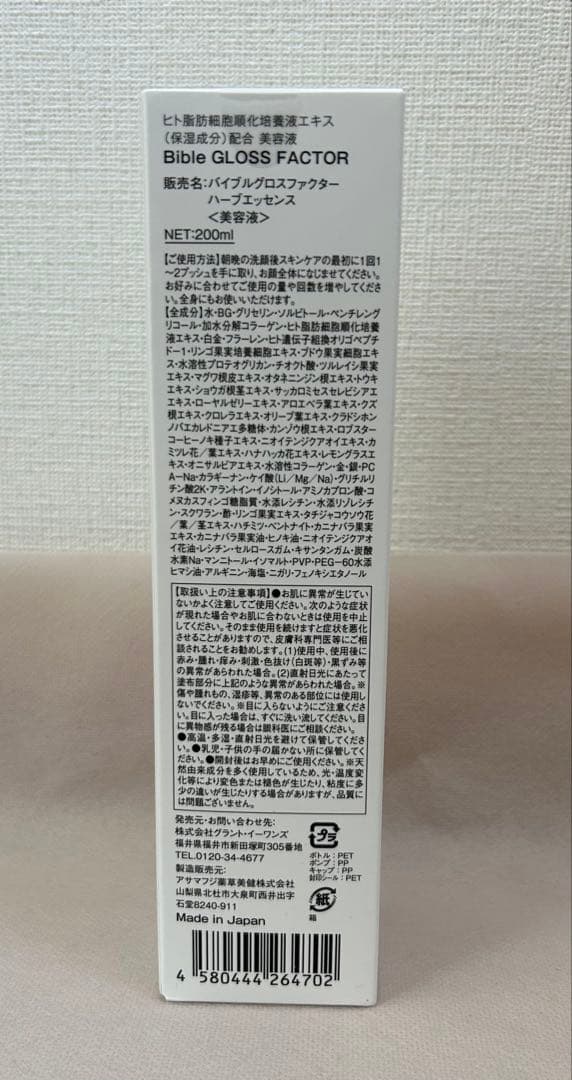 ヒト脂肪細胞順化培養液エキス
(保湿成分)配合 美容液
Bible GLOSS FACTOR
販売名:バイブルグロスファクター
ハーブエッセンス
<美容液>
NET:200ml
【ご使用方法】朝晩の洗顔後スキンケアの最初に1回1
~2プッシュを手に取り、お顔全体になじませてください。
お好みに合わせてご使用の量や回数を増やしてくださ
い。全身にもお使いいただけます。
【全成分】水・BG・グリセリン・ソルビトール・ペンチレング
リコール・加水分解コラーゲン・ヒト脂肪細胞順化培養
液エキス・白金・フラーレン・ヒト遺伝子組換オリゴペプチ
ド-1・リンゴ果実培養細胞エキス・ブドウ果実細胞エキ
ス・水溶性プロテオグリカン・チオクト酸・ツルレイシ果実
エキス・マグワ根皮エキス・オタネニンジン根エキス・トウキ
エキス・ショウガ根茎エキス・サッカロミセスセレビシアエ
エキス・ローヤルゼリーエキス・アロエベラ葉エキス・クズ
根エキス・クロレラエキス・オリーブ葉エキス・クラドシホン
ノバエカレドニアエ多糖体・カンゾウ根エキス・ロブスター
コーヒーノキ種子エキス・ニオイテンジクアオイエキス・カ
ミツレ花/葉エキス・ハナハッカ花エキス・レモングラスエ
キス・オニサルビアエキス・水溶性コラーゲン・金・銀・PC
A-Na・カラギーナン・ケイ酸(Li/Mg/Na)・グリチルリ
チン酸2K・アラントイン・イノシトール・アミノカプロン酸・コ
メヌカスフィンゴ糖脂質・水添レシチン・水添リゾレシチ
ン・スクワラン・酢・リンゴ果実エキス・タチジャコウソウ花/
葉/茎エキス・ハチミツ・ベントナイト・カニナバラ果実
エキス・カニナバラ果実油・ヒノキ油・ニオイテンジクアオ
イ花油・レシチン・セルロースガム・キサンタンガム・炭酸
水素Na・マンニトール・イソマルト・PVP・PEG-60水添
ヒマシ油・アルギニン・海塩・ニガリ・フェノキシエタノール
【取扱い上の注意事項】●お肌に異常が生じてい
ないかよく注意してご使用ください。次のような症状
が現れた場合やお肌に合わないときは使用を中止
してください。そのまま使用を続けますと症状を悪化
させることがありますので、皮膚科専門医等にご相
談されることをお勧めします。(1)使用中、使用後に
赤み・腫れ・痒み・刺激・色抜け(白斑等)・黒ずみ等
の異常が現れた場合。(2)直射日光にあたって
塗布部分に上記のような異常があらわれた場合。※
傷や腫れもの、湿疹等、異常のある部位には使用
しないでください。※目に入らないようにご注意くださ
い。目に入った場合は、すぐに洗い流してください。目
に異物感が残る場合は眼科医にご相談ください。
●高温・多湿・直射日光を避けて保管してくださ
い。●乳児・子供の手の届かない所に保管してくだ
さい。●開封後はお早めにご使用ください。※天
然由来成分を多く使用しているため、光・温度変
化等により変色または褪色が生じたり、粘度に多
少の違いが生じたりする場合がありますが、品質に
は問題ございません。
発売元・お問い合わせ先:
株式会社グラント・イーワンズ
福井県福井市新田塚町305番地
TEL.0120-34-4677
製造販売元:
アサマフジ薬草美健株式会社
山梨県北杜市大泉町西井出字
石堂8240-911
Made in Japan
プラ
ボトル:PET
ポンプ:PP
キャップ:PP
封印シール:PET
紙
箱
4 580444 264702